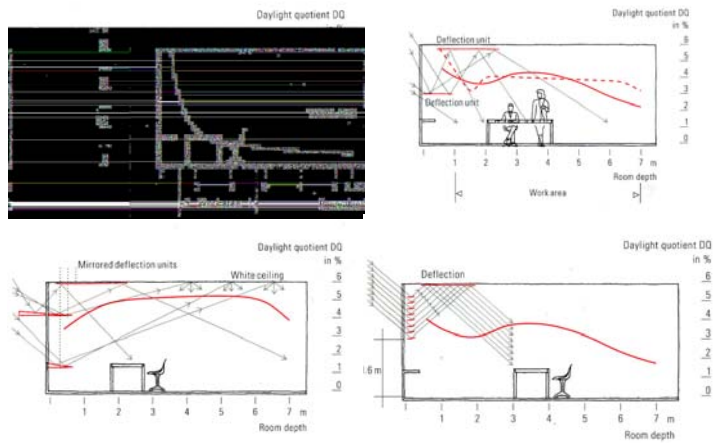 Daylight quotient DQ
Daylight quotient DQ
in %
Deflection unit
Deflection unit
6
5
4
3
2
1
0
1 2 3 4 5 6 7 m
Room depth
Work area
Daylight quotient DQ
in %
Mirrored deflection units
White ceiling
6
5
4
3
2
1
0
1 2 3 4 5 6 7 m
Room depth
Daylight quotient DQ
in %
Deflection
6
5
4
3
2
1
0
.6 m
1 2 3 4 5 6 7 m
Room depth